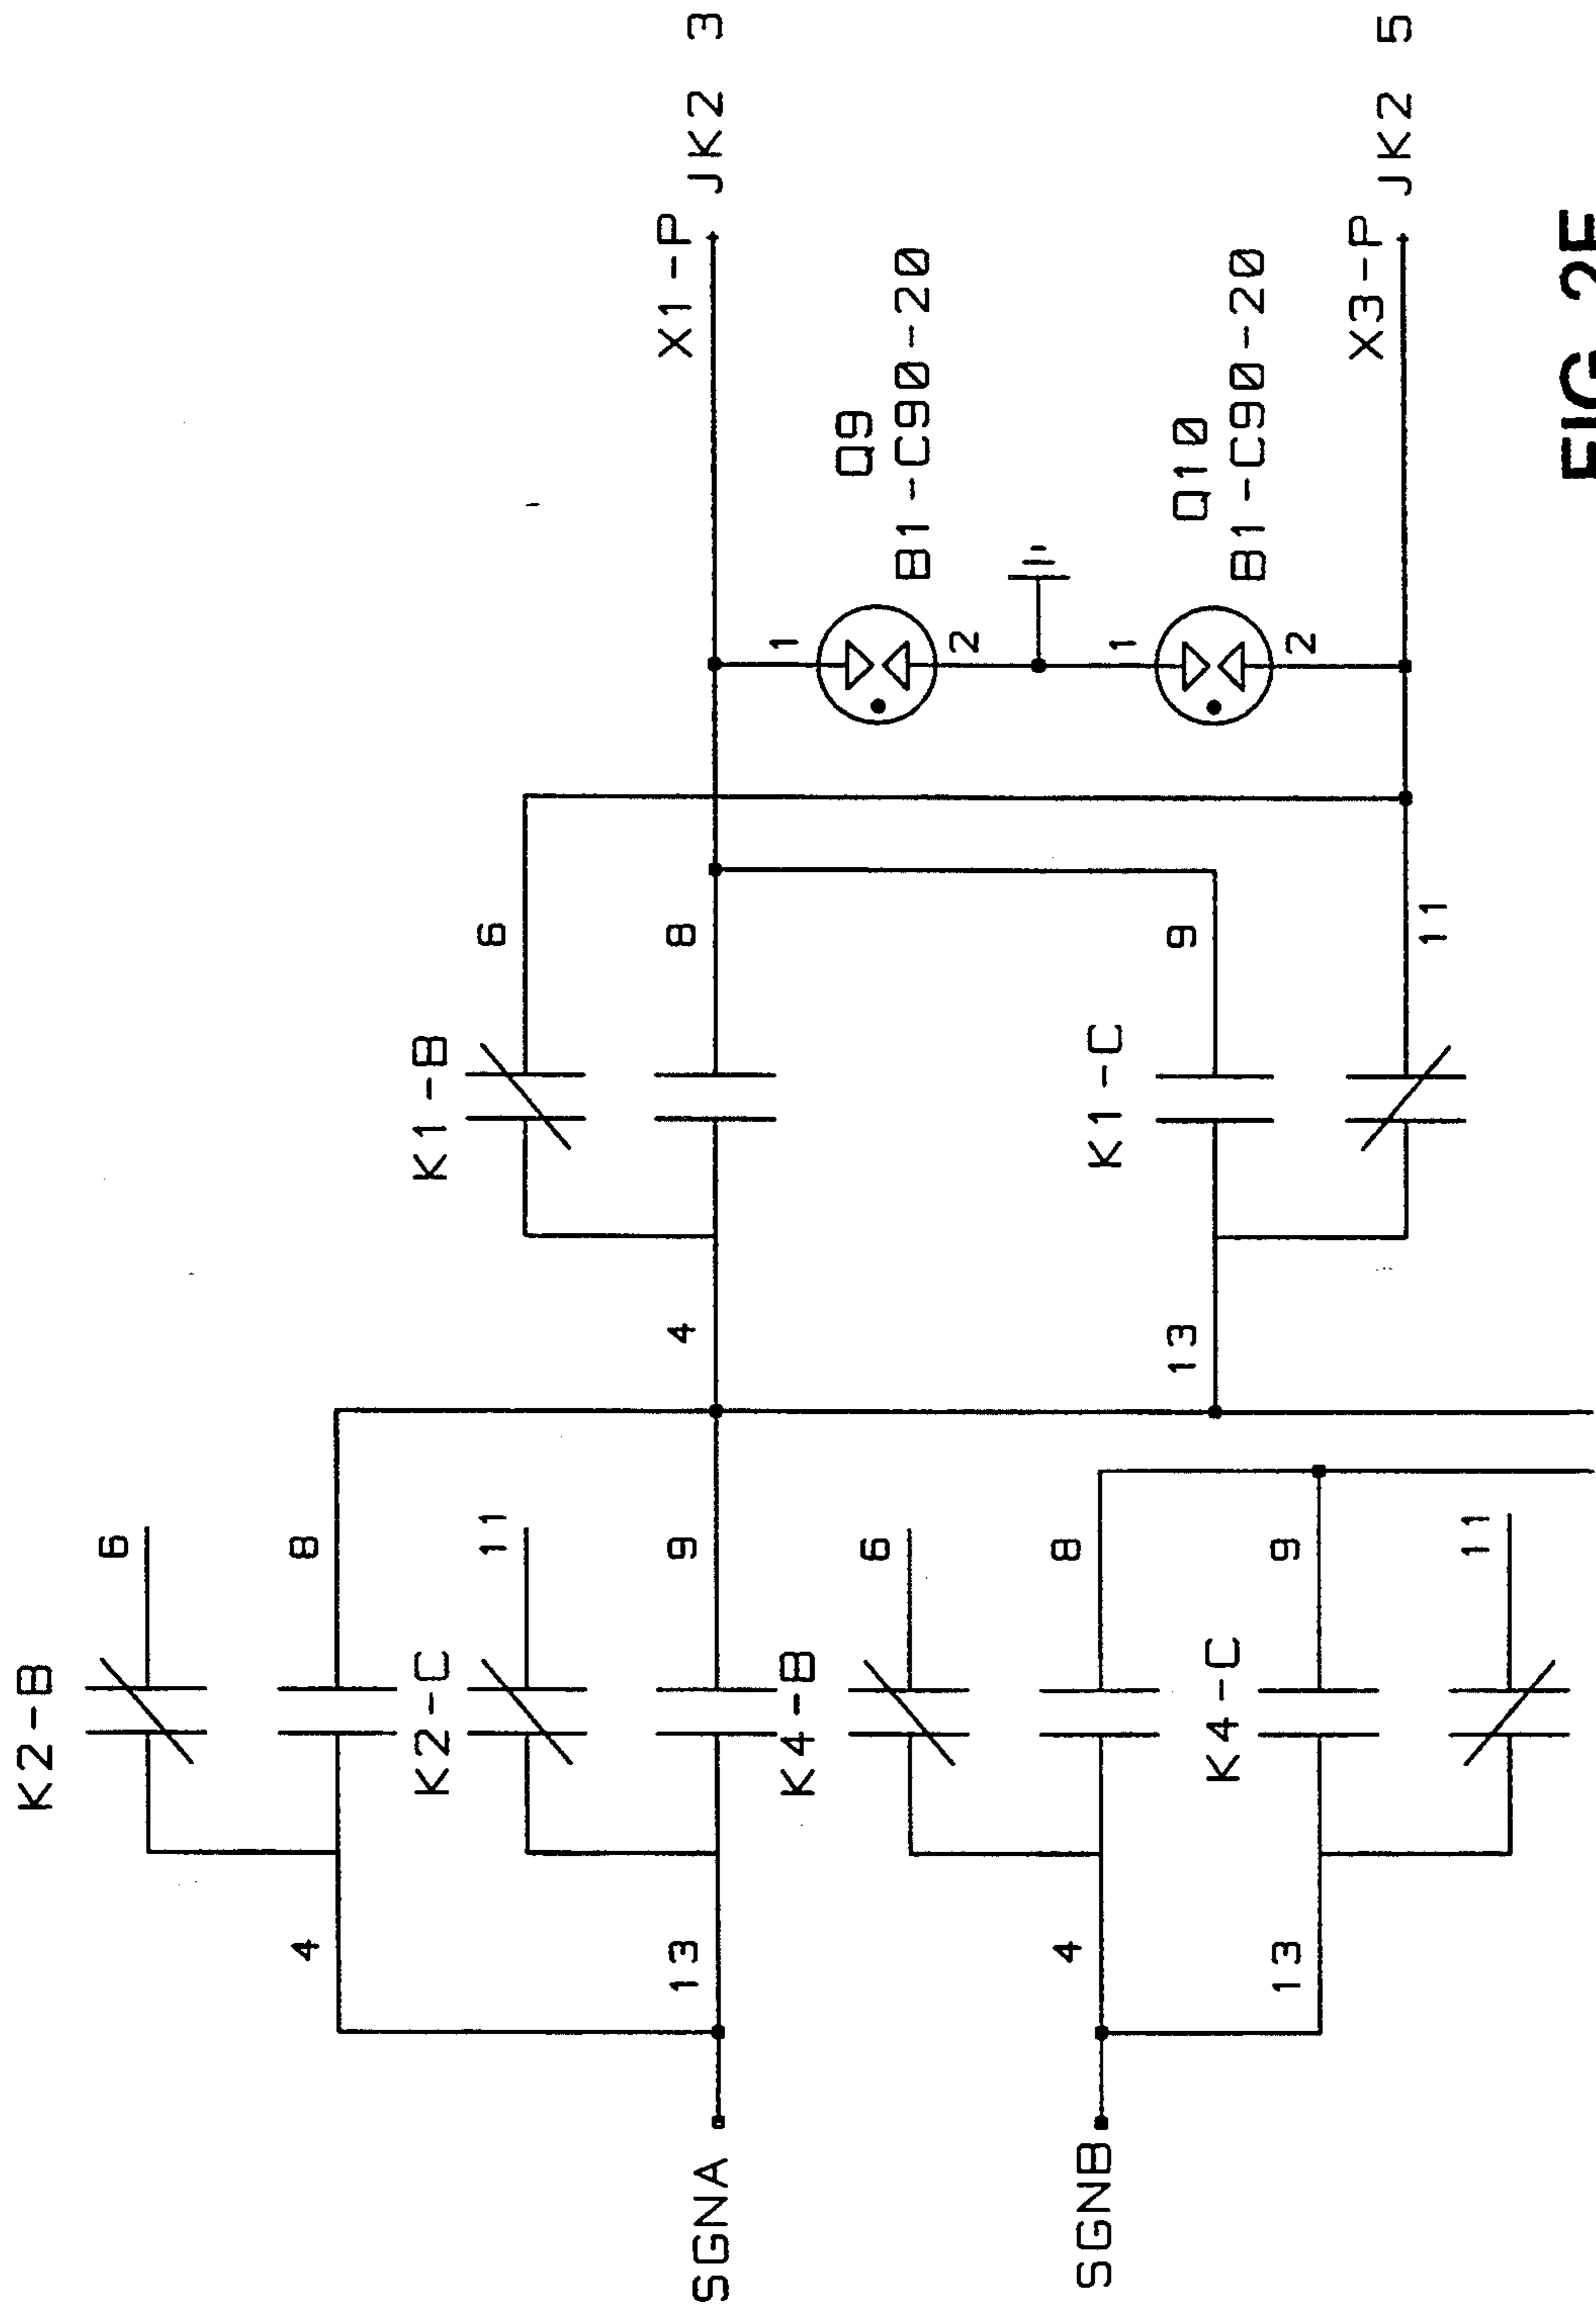 K2-B
6
4 8
K2-C 11 K1-B 6
SGNA 13 9 4 8 X1-P JK2 3
K4-B 1
6 Q9
B1-C90-20
2
SGNB 4 8
K1-C 1
K4-C 13 9 Q10
B1-C90-20
13 9 2
X3-P JK2 5
11
11
FIG